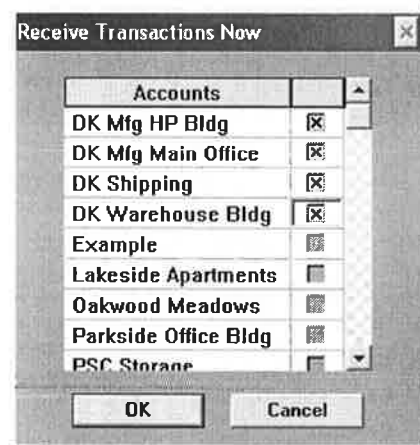 Receive Transactions Now
Accounts
DK Mfg HP Bldg
DK Mfg Main Office
DK Shipping
DK Warehouse Bldg
Example
Lakeside Apartments
Oakwood Meadows
Parkside Office Bldg
PSC Storage
OK Cancel